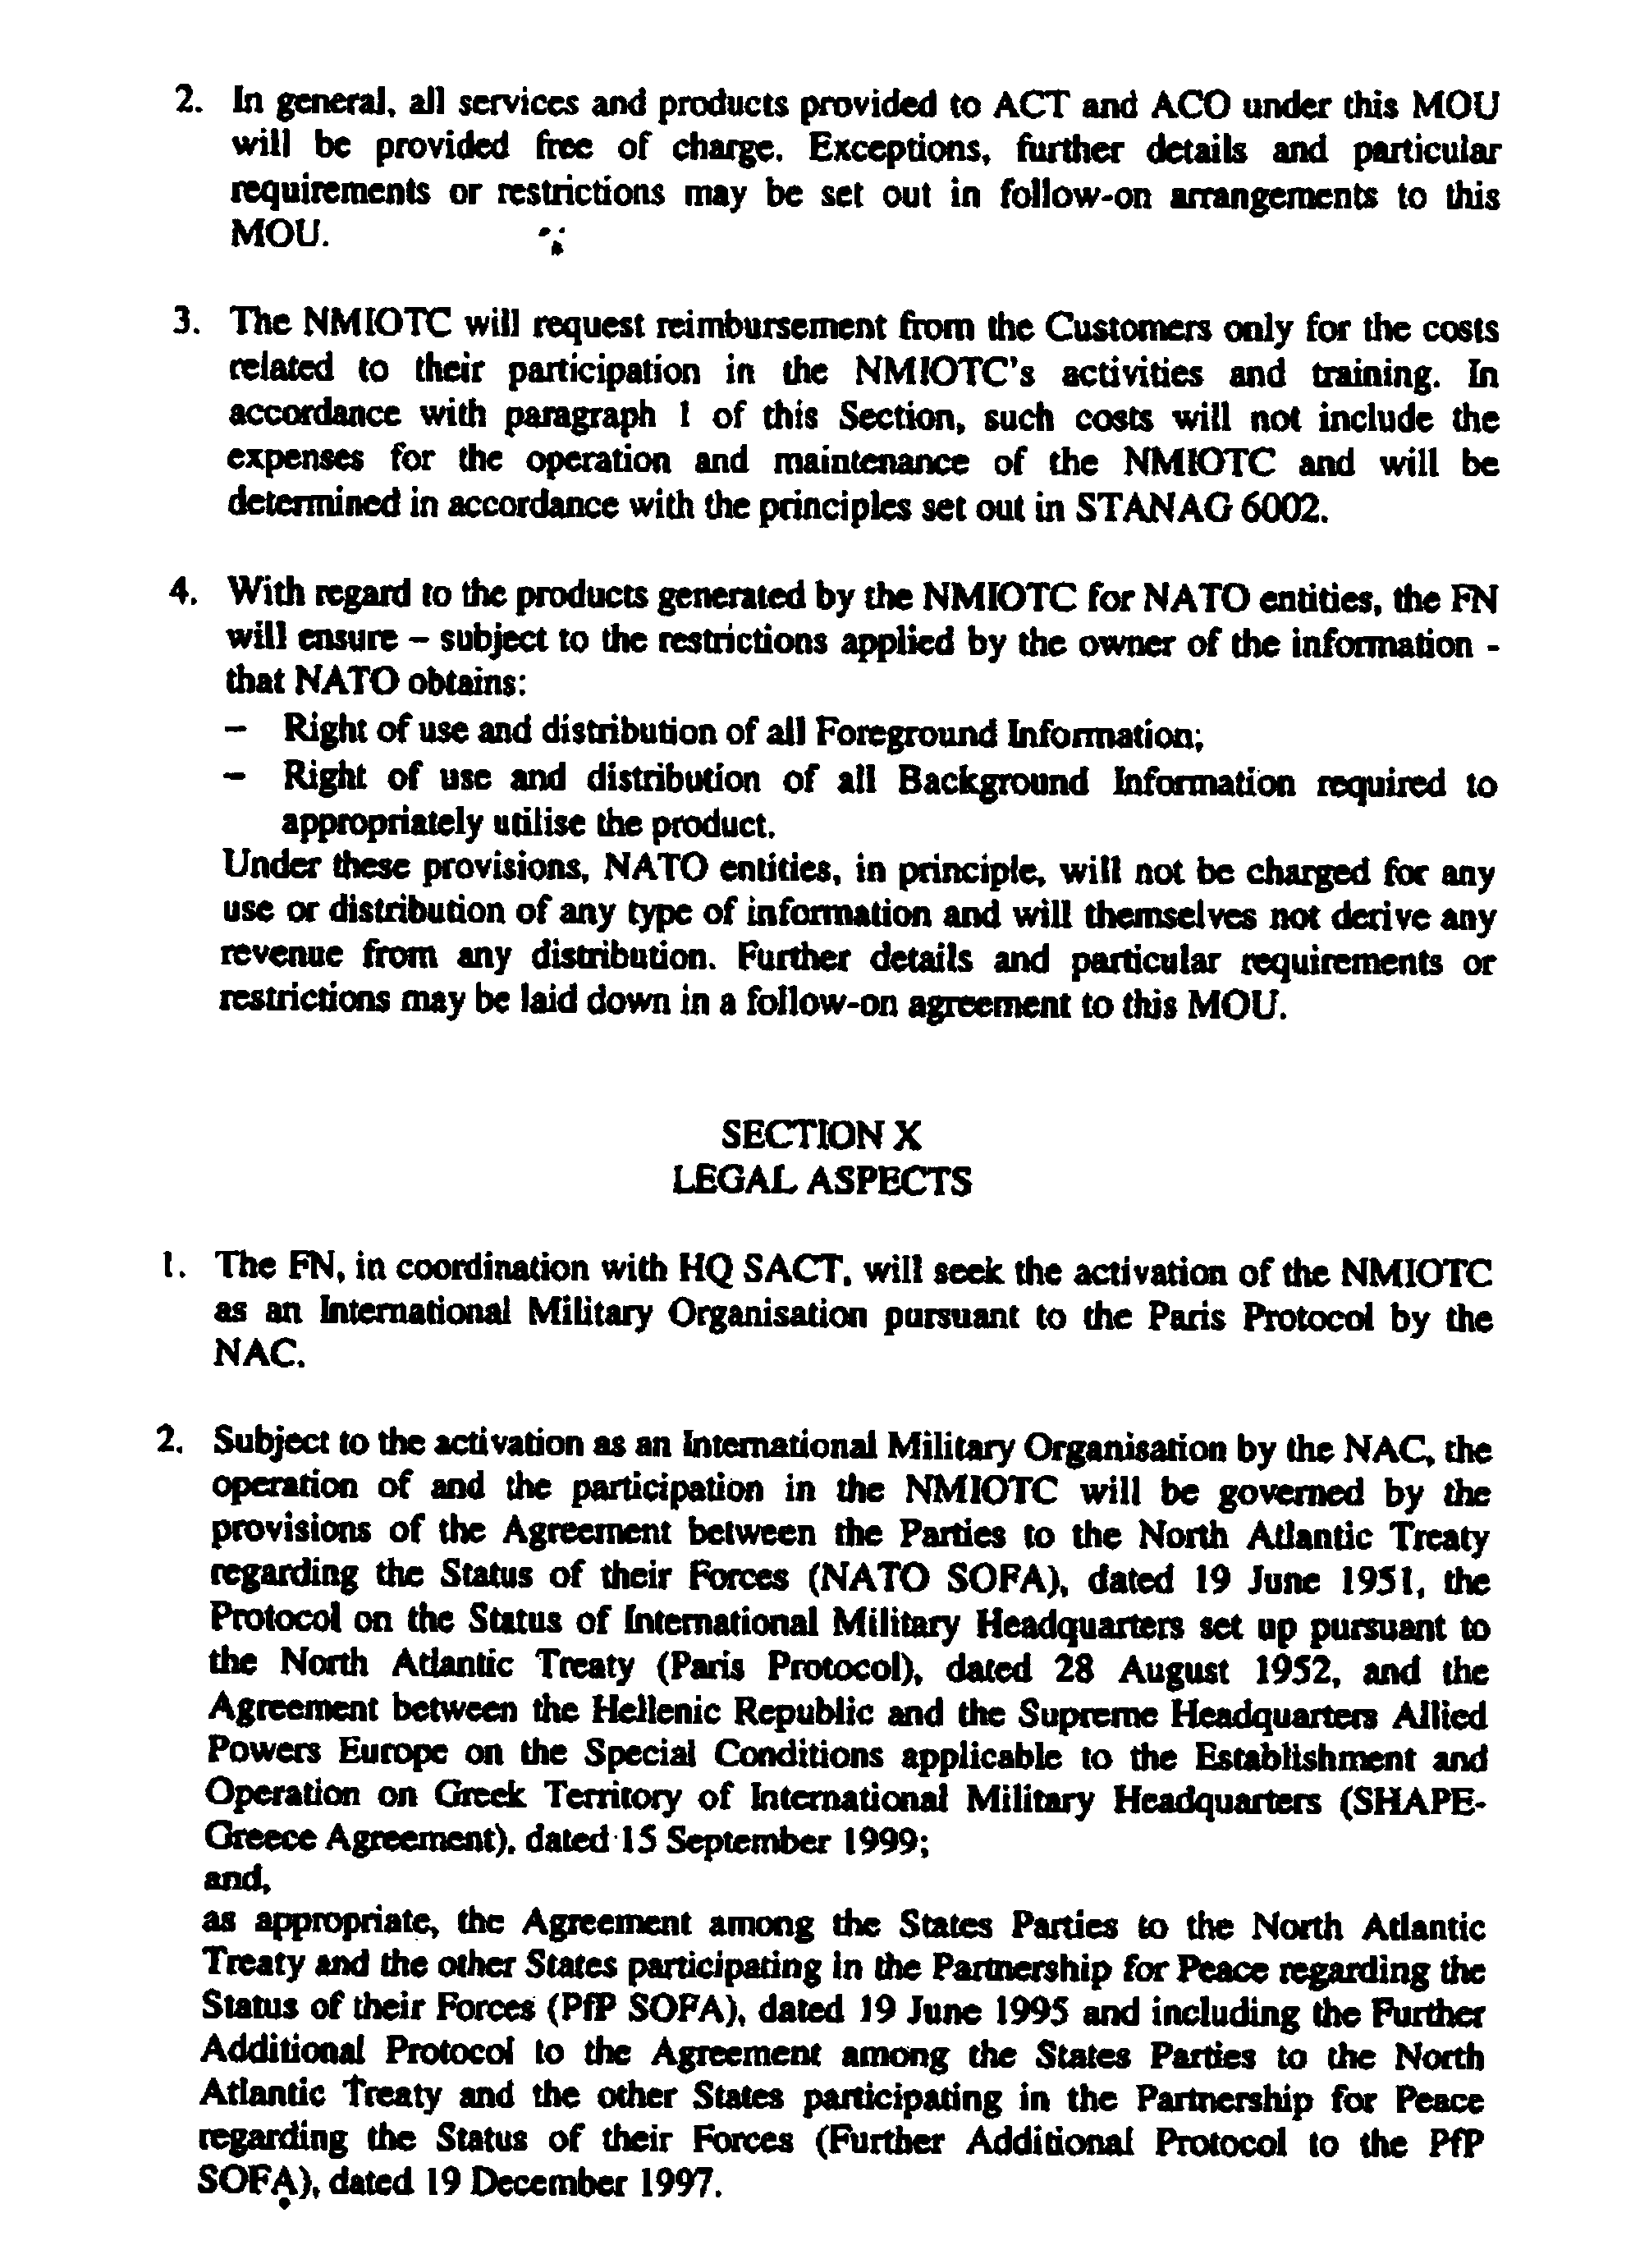 2. In general, all services and products provided to ACT and ACO under this MOU
will be provided free of charge. Exceptions, further details and particular
requirements or restrictions may be set out in follow-on arrangements to this
MOU.
3. The NMIOTC will request reimbursement from the Customers only for the costs
related to their participation in the NMIOTC's activities and training. In
accordance with paragraph 1 of this Section, such costs will not include the
expenses for the operation and maintenance of the NMIOTC and will be
determined in accordance with the principles set out in STANAG 6002.
4. With regard to the products generated by the NMIOTC for NATO entities, the FN
will ensure – subject to the restrictions applied by the owner of the information -
that NATO obtains:
– Right of use and distribution of all Foreground Information;
– Right of use and distribution of all Background Information required to
appropriately utilise the product.
Under these provisions, NATO entities, in principle, will not be charged for any
use or distribution of any type of information and will themselves not derive any
revenue from any distribution. Further details and particular requirements or
restrictions may be laid down in a follow-on agreement to this MOU.
SECTION X
LEGAL ASPECTS
1. The FN, in coordination with HQ SACT, will seek the activation of the NMIOTC
as an International Military Organisation pursuant to the Paris Protocol by the
NAC.
2. Subject to the activation as an International Military Organisation by the NAC, the
operation of and the participation in the NMIOTC will be governed by the
provisions of the Agreement between the Parties to the North Atlantic Treaty
regarding the Status of their Forces (NATO SOFA), dated 19 June 1951, the
Protocol on the Status of International Military Headquarters set up pursuant to
the North Atlantic Treaty (Paris Protocol), dated 28 August 1952, and the
Agreement between the Hellenic Republic and the Supreme Headquarters Allied
Powers Europe on the Special Conditions applicable to the Establishment and
Operation on Greek Territory of International Military Headquarters (SHAPE-
Greece Agreement), dated 15 September 1999;
and,
as appropriate, the Agreement among the States Parties to the North Atlantic
Treaty and the other States participating in the Partnership for Peace regarding the
Status of their Forces (PfP SOFA), dated 19 June 1995 and including the Further
Additional Protocol to the Agreement among the States Parties to the North
Atlantic Treaty and the other States participating in the Partnership for Peace
regarding the Status of their Forces (Further Additional Protocol to the PfP
SOFA), dated 19 December 1997.